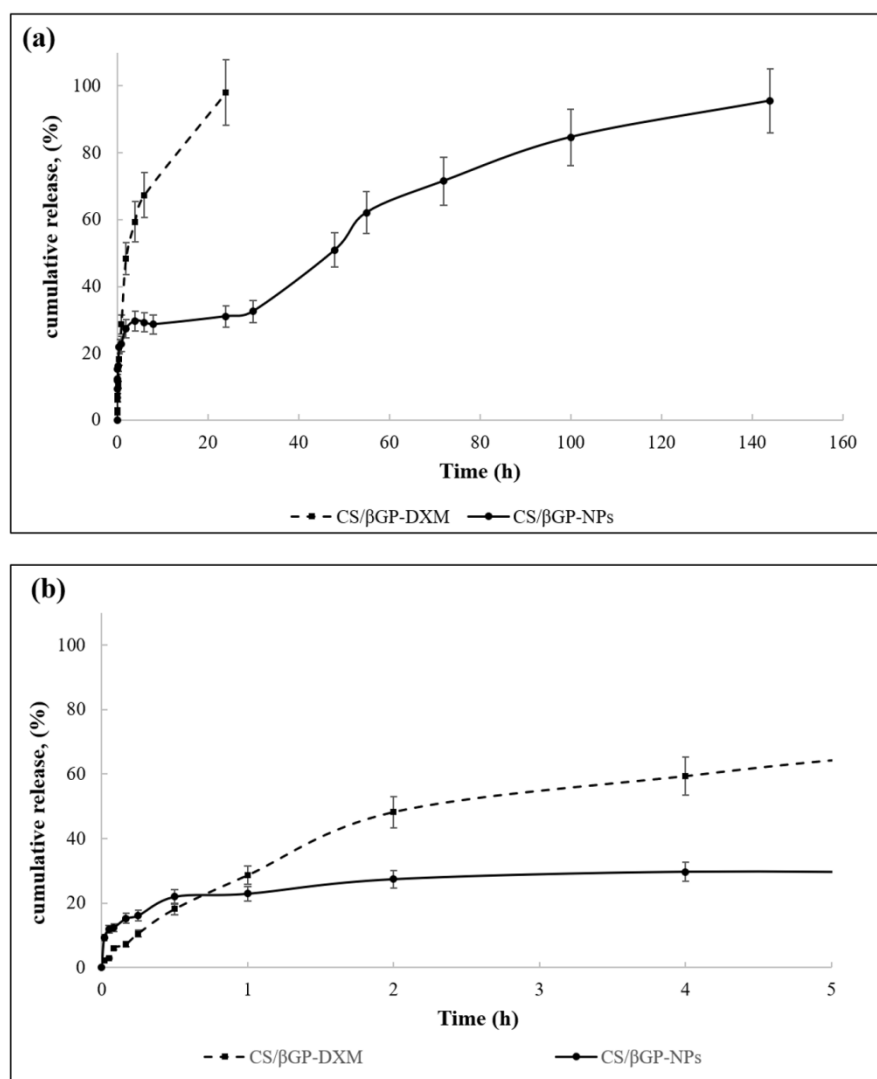 (a)
100
80
60
40
20
0
cumulative release, (%)
0 20 40 60 80 100 120 140 160
Time (h)
CS/βGP-DXM CS/βGP-NPs
(b)
100
80
60
40
20
0
cumulative release, (%)
0 1 2 3 4 5
Time (h)
CS/βGP-DXM CS/βGP-NPs